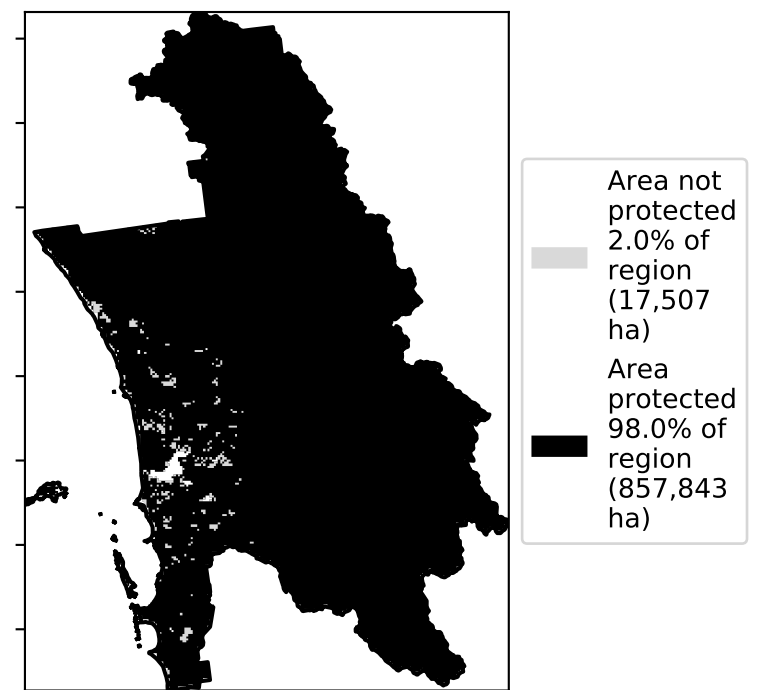 Area not
protected
2.0% of
region
(17,507
ha)
Area
protected
98.0% of
region
(857,843
ha)